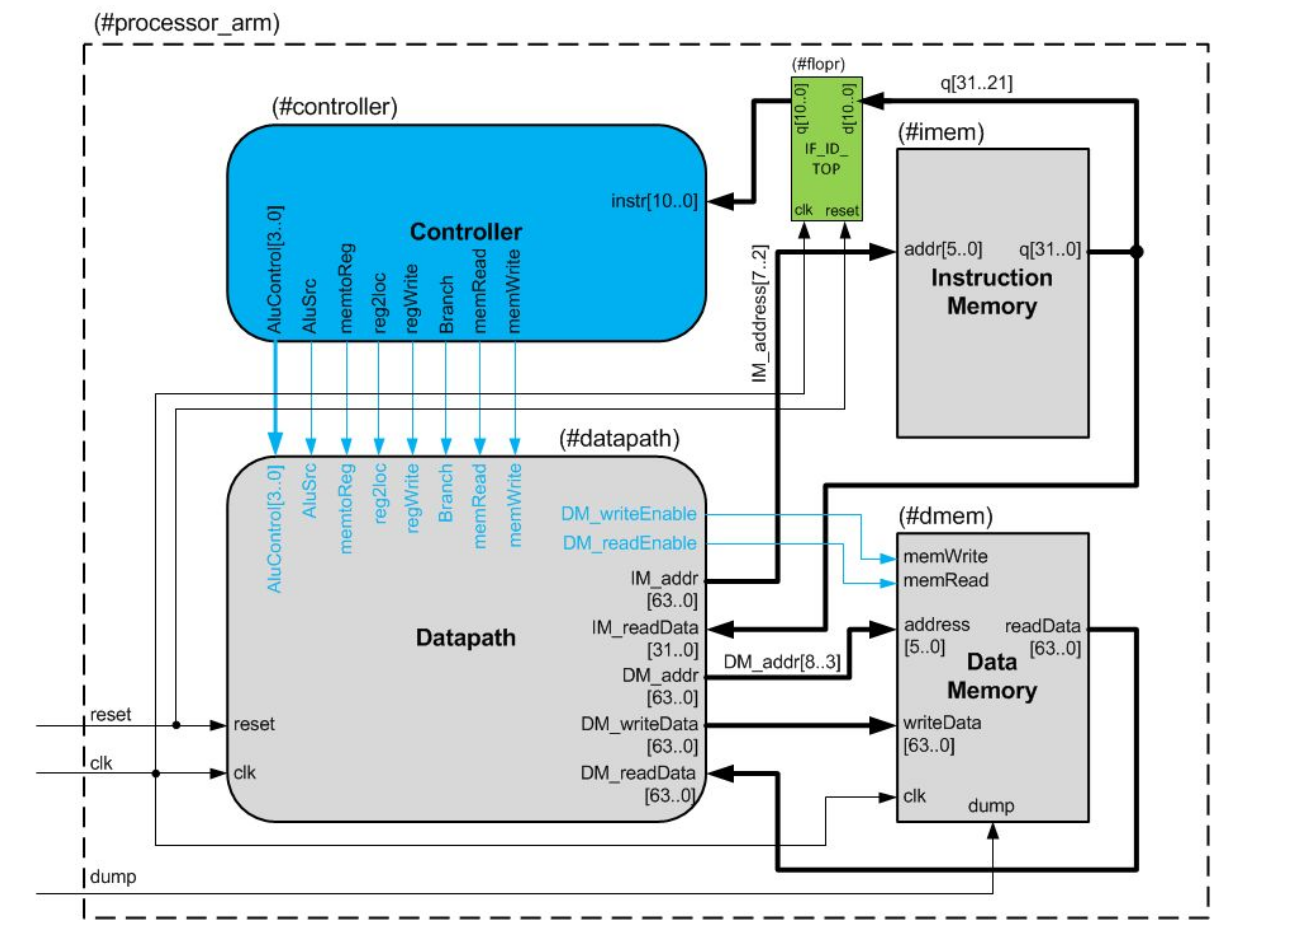 (#processor_arm)
(#flopr)
q[31..21]
q[10..0]
d[10..0]
IF_ID_
TOP
clk reset
(#controller)
instr[10..0]
Controller
AluControl[3..0]
AluSrc
memtoReg
reg2loc
regWrite
Branch
memRead
memWrite
(#imem)
addr[5..0] q[31..0]
Instruction
Memory
IM_address[7..2]
(#datapath)
AluControl[3..0]
AluSrc
memtoReg
reg2loc
regWrite
Branch
memRead
memWrite
DM_writeEnable
DM_readEnable
IM_addr
[63..0]
IM_readData
[31..0]
DM_addr
[63..0]
DM_writeData
[63..0]
DM_readData
[63..0]
Datapath
reset
clk
DM_addr[8..3]
(#dmem)
memWrite
memRead
address
[5..0]
readData
[63..0]
Data
Memory
writeData
[63..0]
clk
dump
reset
clk
dump